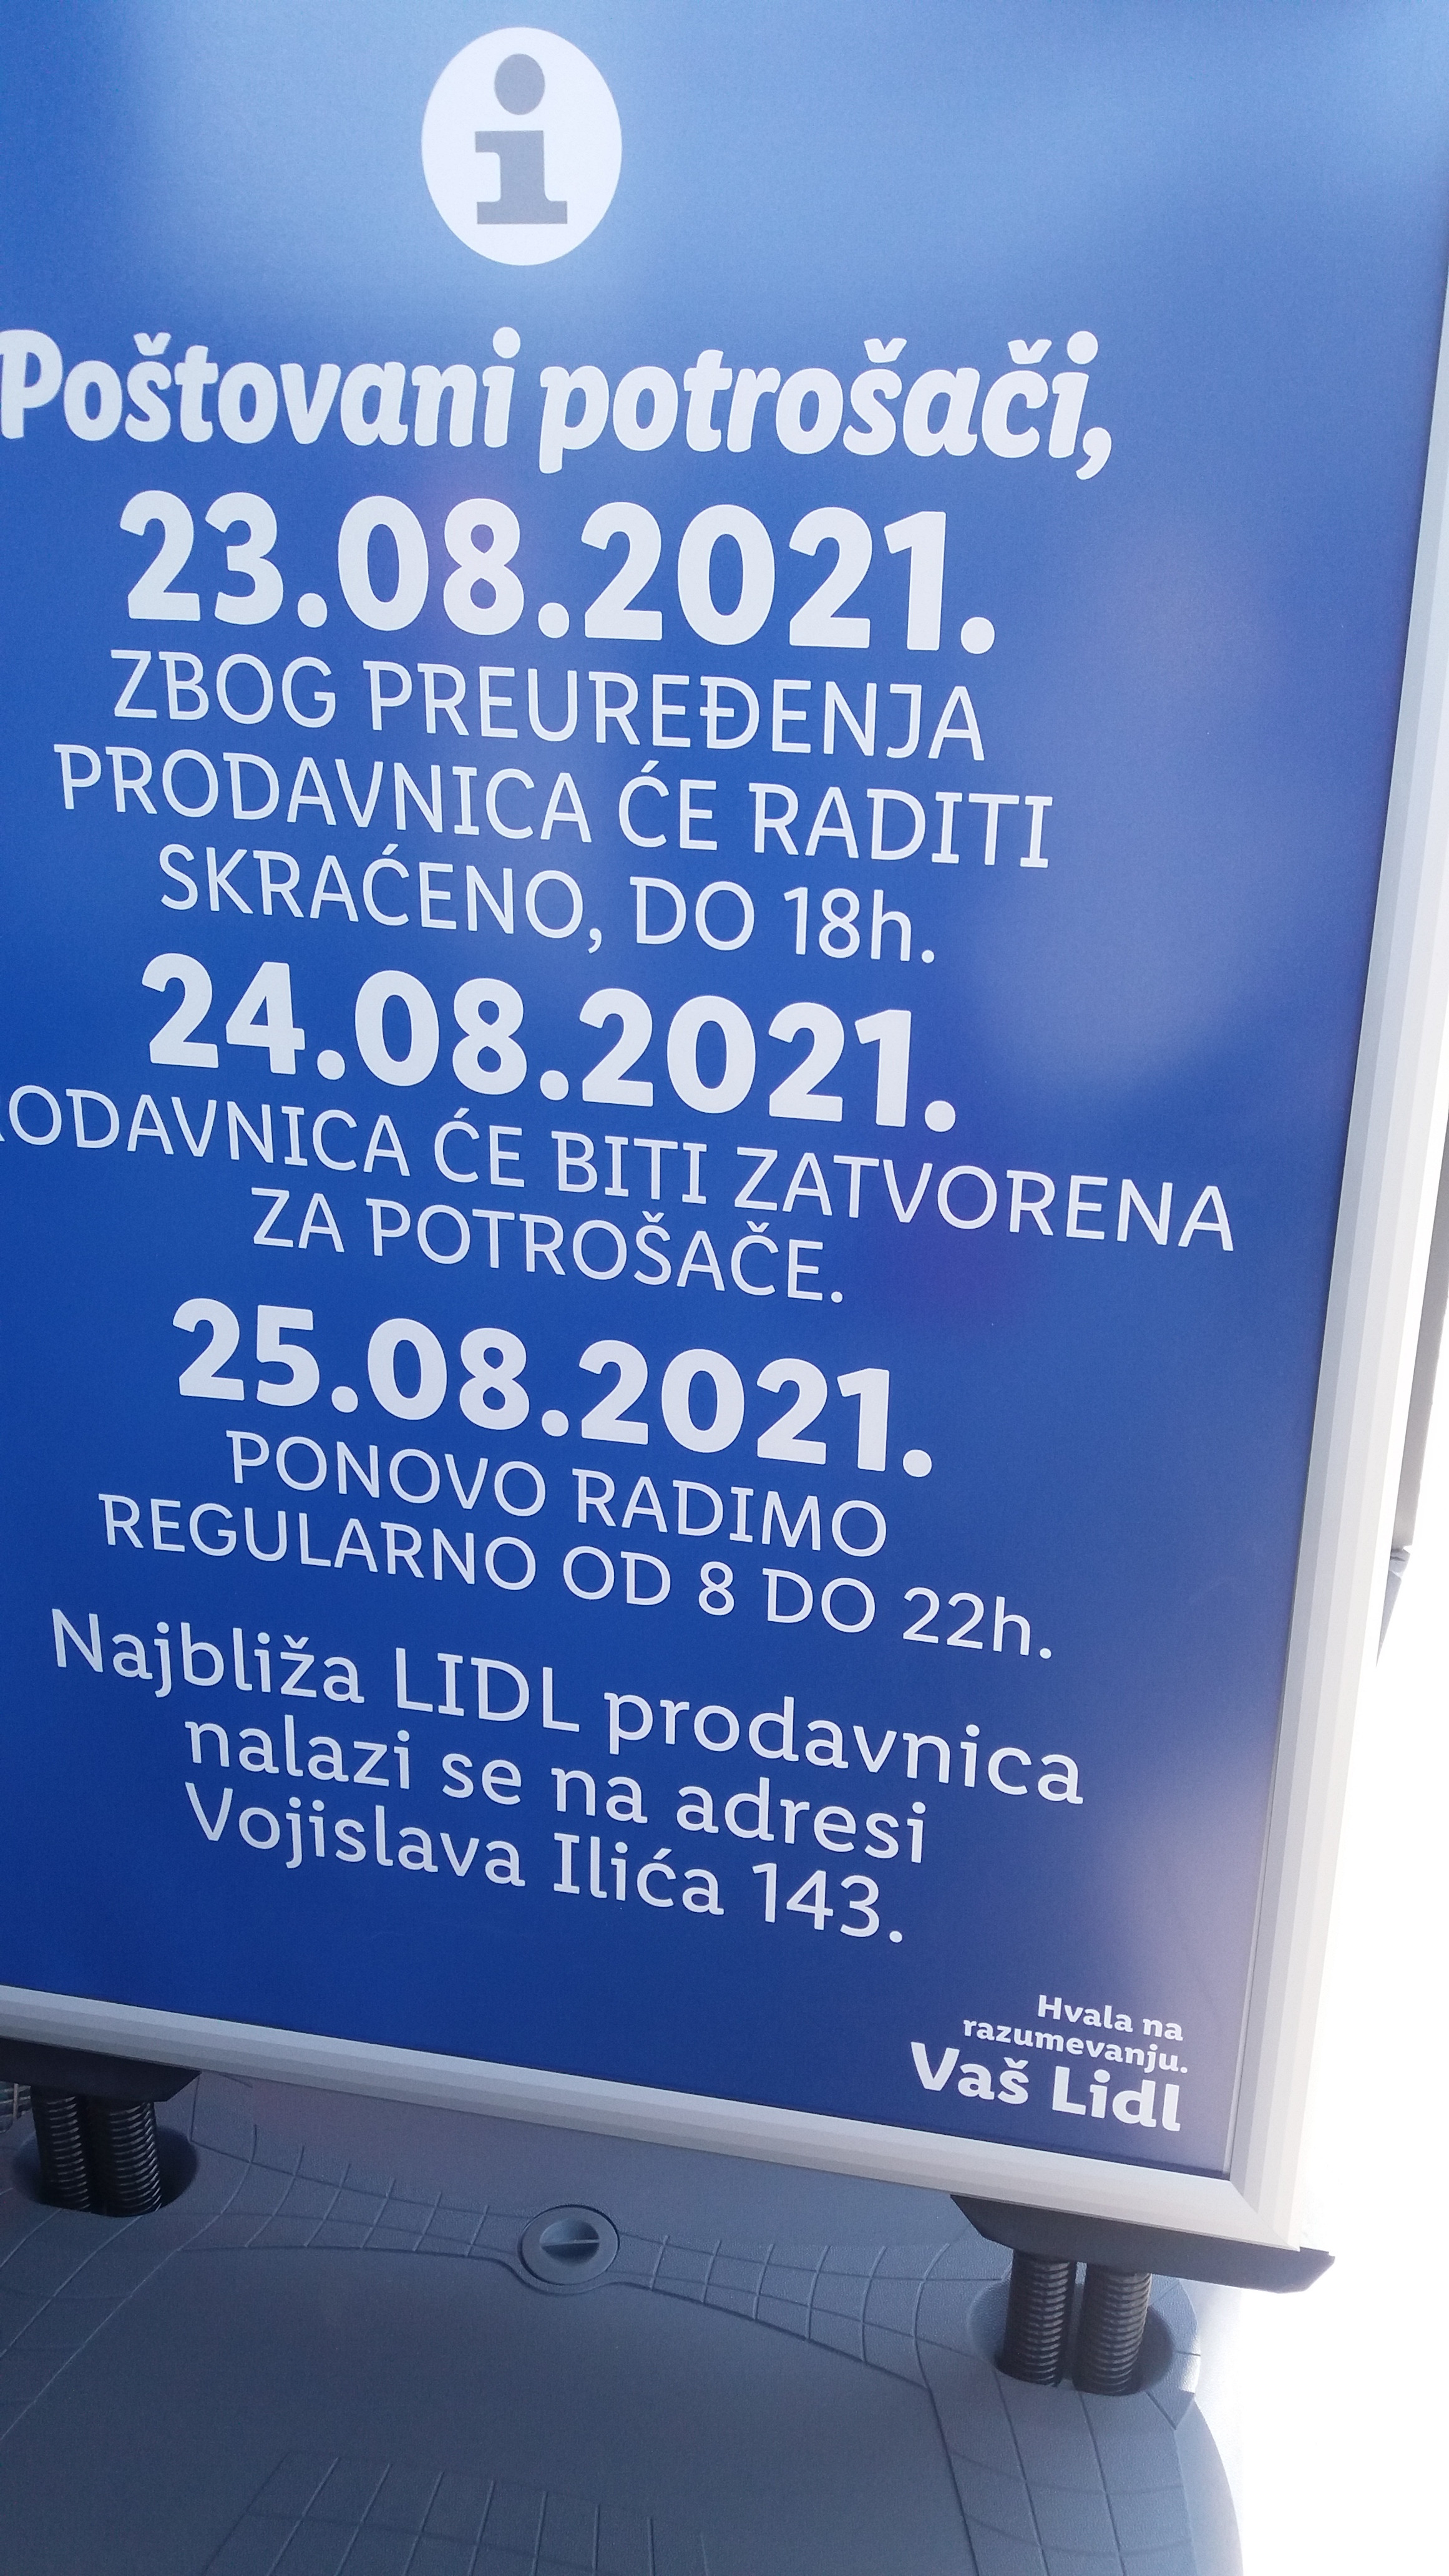 i
Poštovani potrošači,
23.08.2021.
ZBOG PREUREĐENJA
PRODAVNICA ĆE RADITI
SKRAĆENO, DO 18h.
24.08.2021.
RODAVNICA ĆE BITI ZATVORENA
ZA POTROŠAČE.
25.08.2021.
PONOVO RADIMO
REGULARNO OD 8 DO 22h.
Najbliža LIDL prodavnica
nalazi se na adresi
Vojislava Ilića 143.
Hvala na
razumevanju.
Vaš Lidl